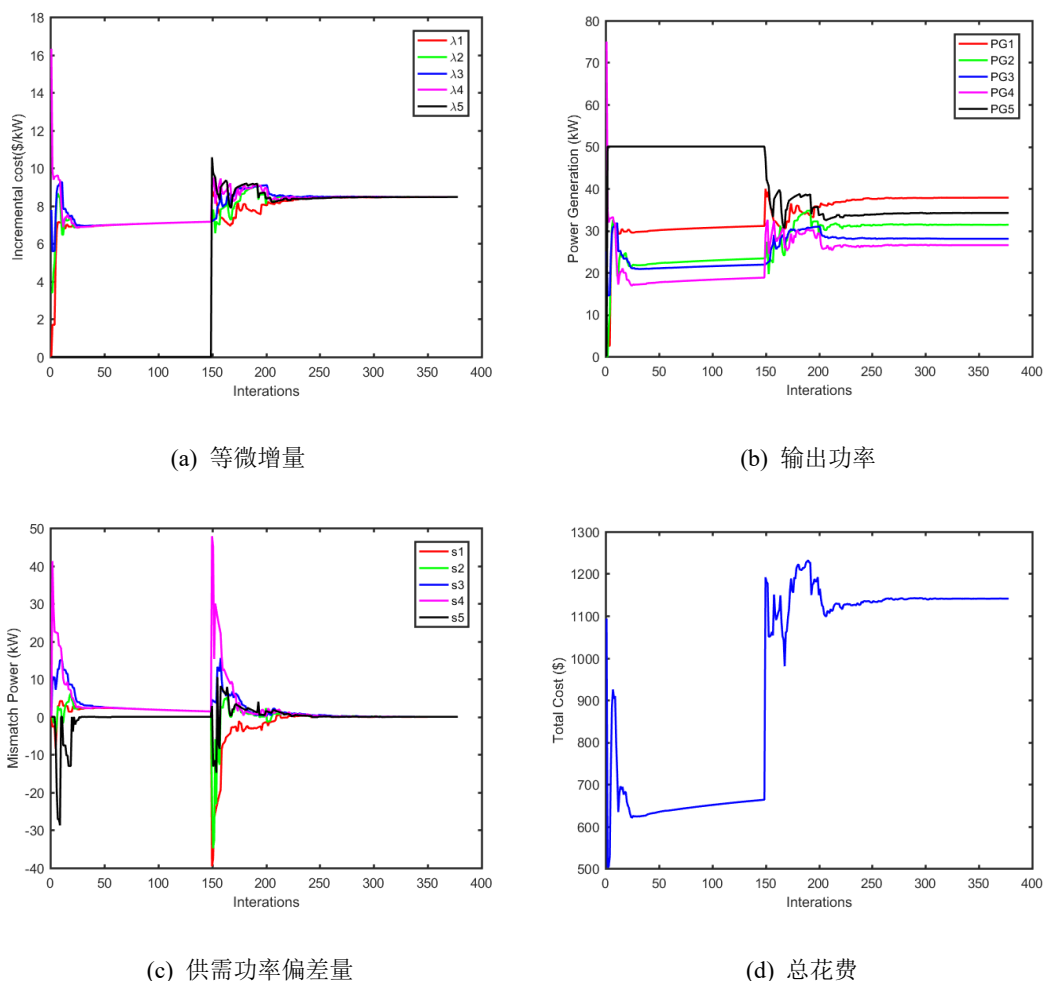 18
16
14
12
10
8
6
4
2
0
Incremental cost($/kW)
λ1
λ2
λ3
λ4
λ5
0 50 100 150 200 250 300 350 400
Interations
(a) 等微增量
80
70
60
50
40
30
20
10
0
Power Genneration (kW)
PG1
PG2
PG3
PG4
PG5
0 50 100 150 200 250 300 350 400
Interations
(b) 输出功率
50
40
30
20
10
0
-10
-20
-30
-40
Mismatch Power (kW)
s1
s2
s3
s4
s5
0 50 100 150 200 250 300 350 400
Interations
(c) 供需功率偏差量
1300
1200
1100
1000
900
800
700
600
500
Total Cost ($)
0 50 100 150 200 250 300 350 400
Interations
(d) 总花费